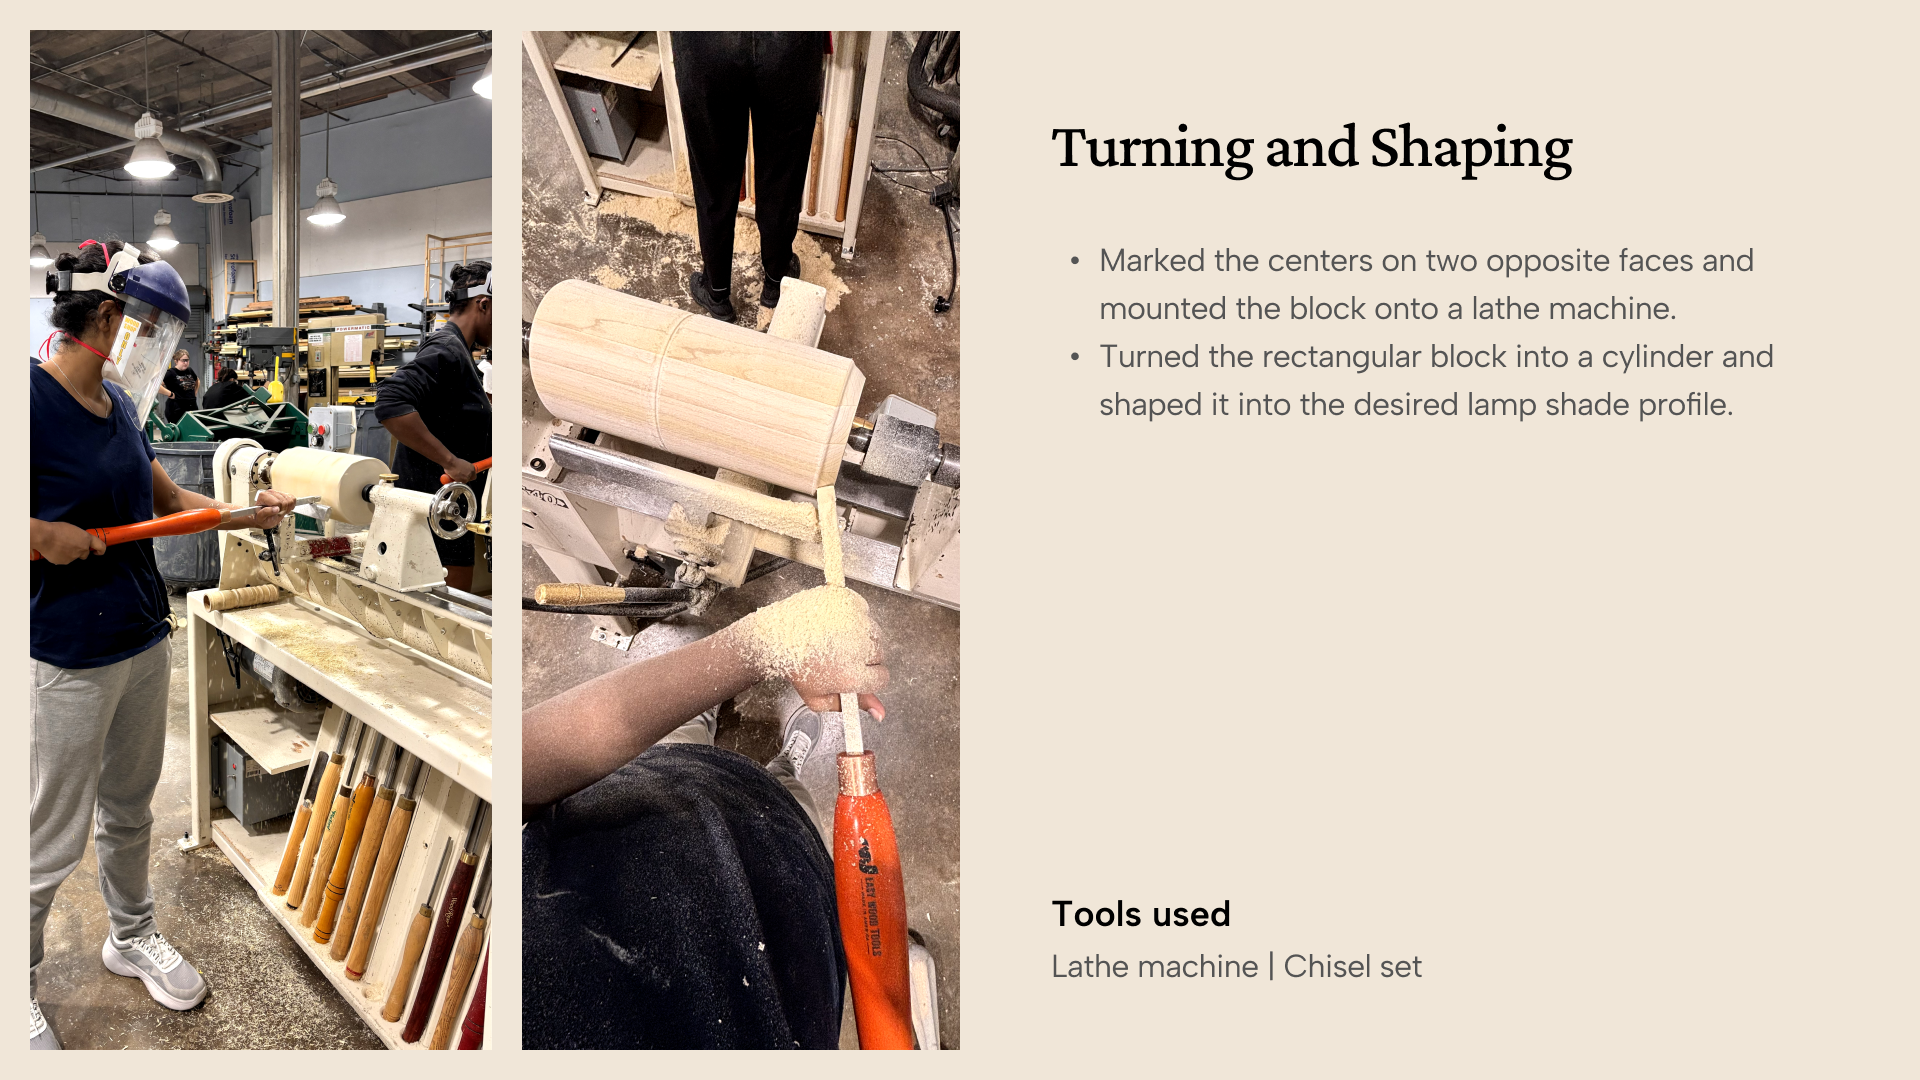 Turning and Shaping
• Marked the centers on two opposite faces and
mounted the block onto a lathe machine.
• Turned the rectangular block into a cylinder and
shaped it into the desired lamp shade profile.
Tools used
Lathe machine | Chisel set
POWERMATIC
EASY WOOD TOOLS